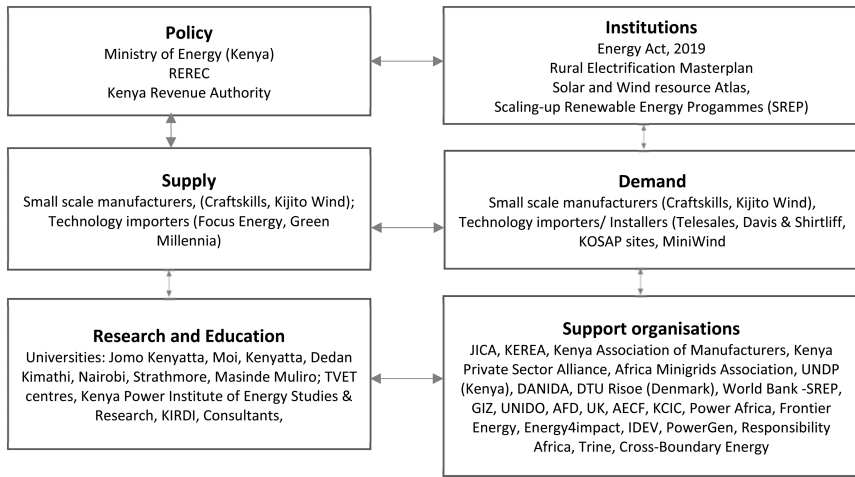 Policy
Ministry of Energy (Kenya)
REREC
Kenya Revenue Authority
Institutions
Energy Act, 2019
Rural Electrification Masterplan
Solar and Wind resource Atlas,
Scaling-up Renewable Energy Progammes (SREP)
Supply
Small scale manufacturers, (Craftskills, Kijito Wind);
Technology importers (Focus Energy, Green
Millennia)
Demand
Small scale manufacturers (Craftskills, Kijito Wind),
Technology importers/ Installers (Telesales, Davis & Shirtliff,
KOSAP sites, MiniWind
Research and Education
Universities: Jomo Kenyatta, Moi, Kenyatta, Dedan
Kimathi, Nairobi, Strathmore, Masinde Muliro; TVET
centres, Kenya Power Institute of Energy Studies &
Research, KIRDI, Consultants,
Support organisations
JICA, KEREA, Kenya Association of Manufacturers, Kenya
Private Sector Alliance, Africa Minigrids Association, UNDP
(Kenya), DANIDA, DTU Risoe (Denmark), World Bank -SREP,
GIZ, UNIDO, AFD, UK, AECF, KCIC, Power Africa, Frontier
Energy, Energy4impact, IDEV, PowerGen, Responsibility
Africa, Trine, Cross-Boundary Energy